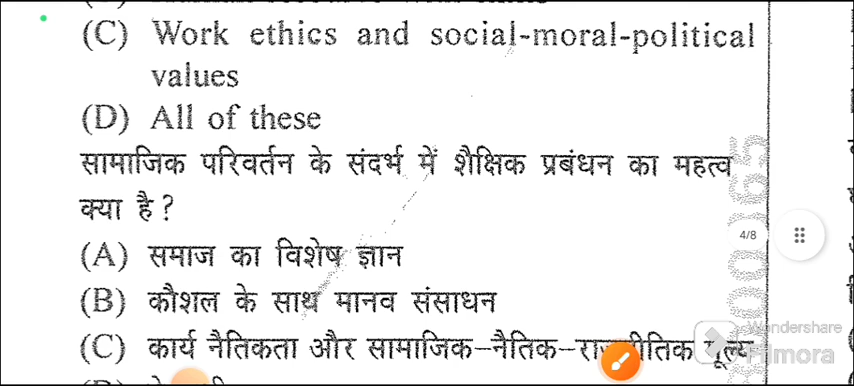 (C) Work ethics and social-moral-political
values
(D) All of these
सामाजिक परिवर्तन के संदर्भ में शैक्षिक प्रबंधन का महत्व
क्या है ?
(A) समाज का विशेष ज्ञान
(B) कौशल के साथ मानव संसाधन
4/8
(C) कार्य नैतिकता और सामाजिक-नैतिक- मूल्य
Wondershare
Filmora